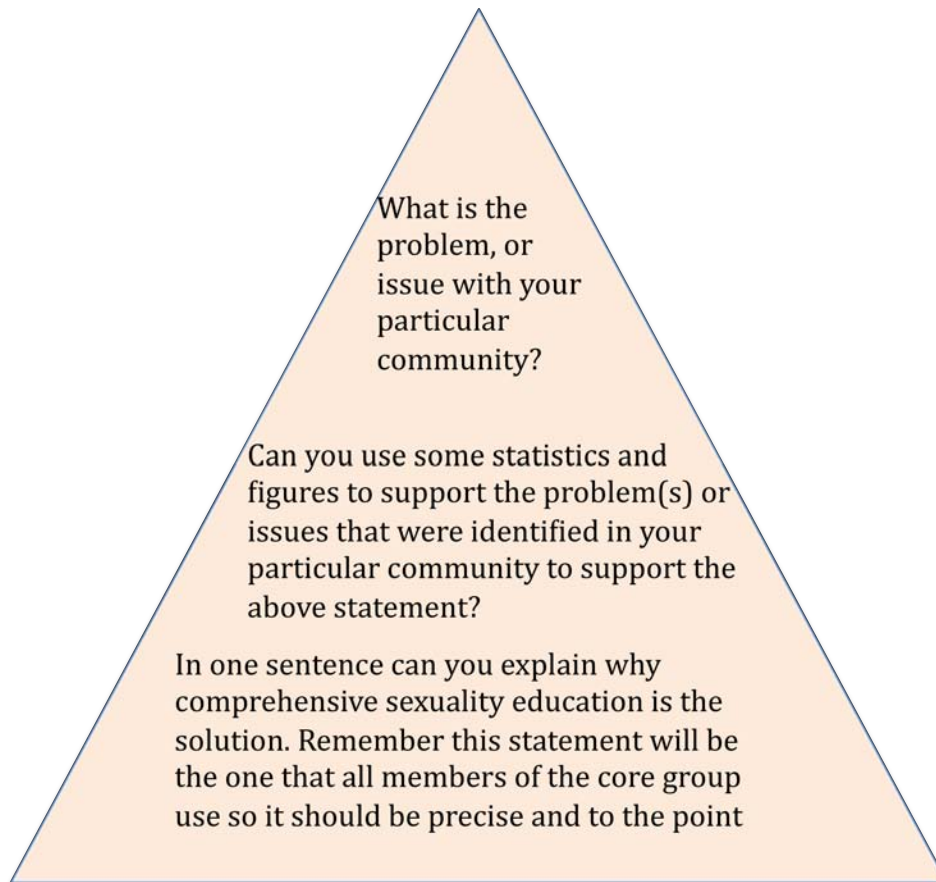 What is the
problem, or
issue with your
particular
community?
Can you use some statistics and
figures to support the problem(s) or
issues that were identified in your
particular community to support the
above statement?
In one sentence can you explain why
comprehensive sexuality education is the
solution. Remember this statement will be
the one that all members of the core group
use so it should be precise and to the point